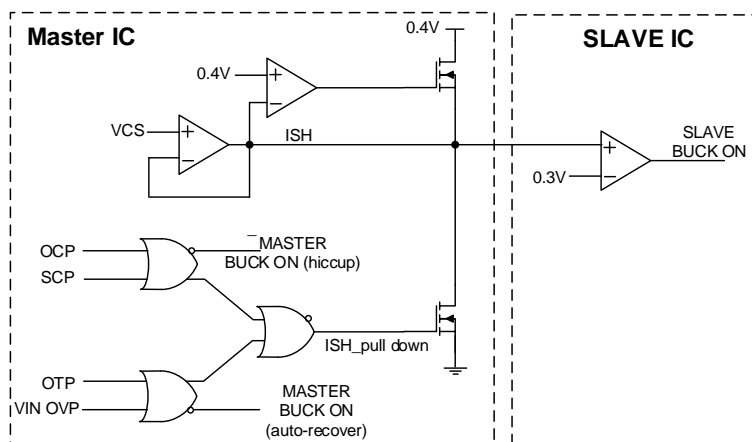 Master IC
0.4V
SLAVE IC
0.4V
VCS
ISH
SLAVE
BUCK ON
0.3V
OCP
SCP
MASTER
BUCK ON (hiccup)
ISH_pull down
OTP
VIN OVP
MASTER
BUCK ON
(auto-recover)